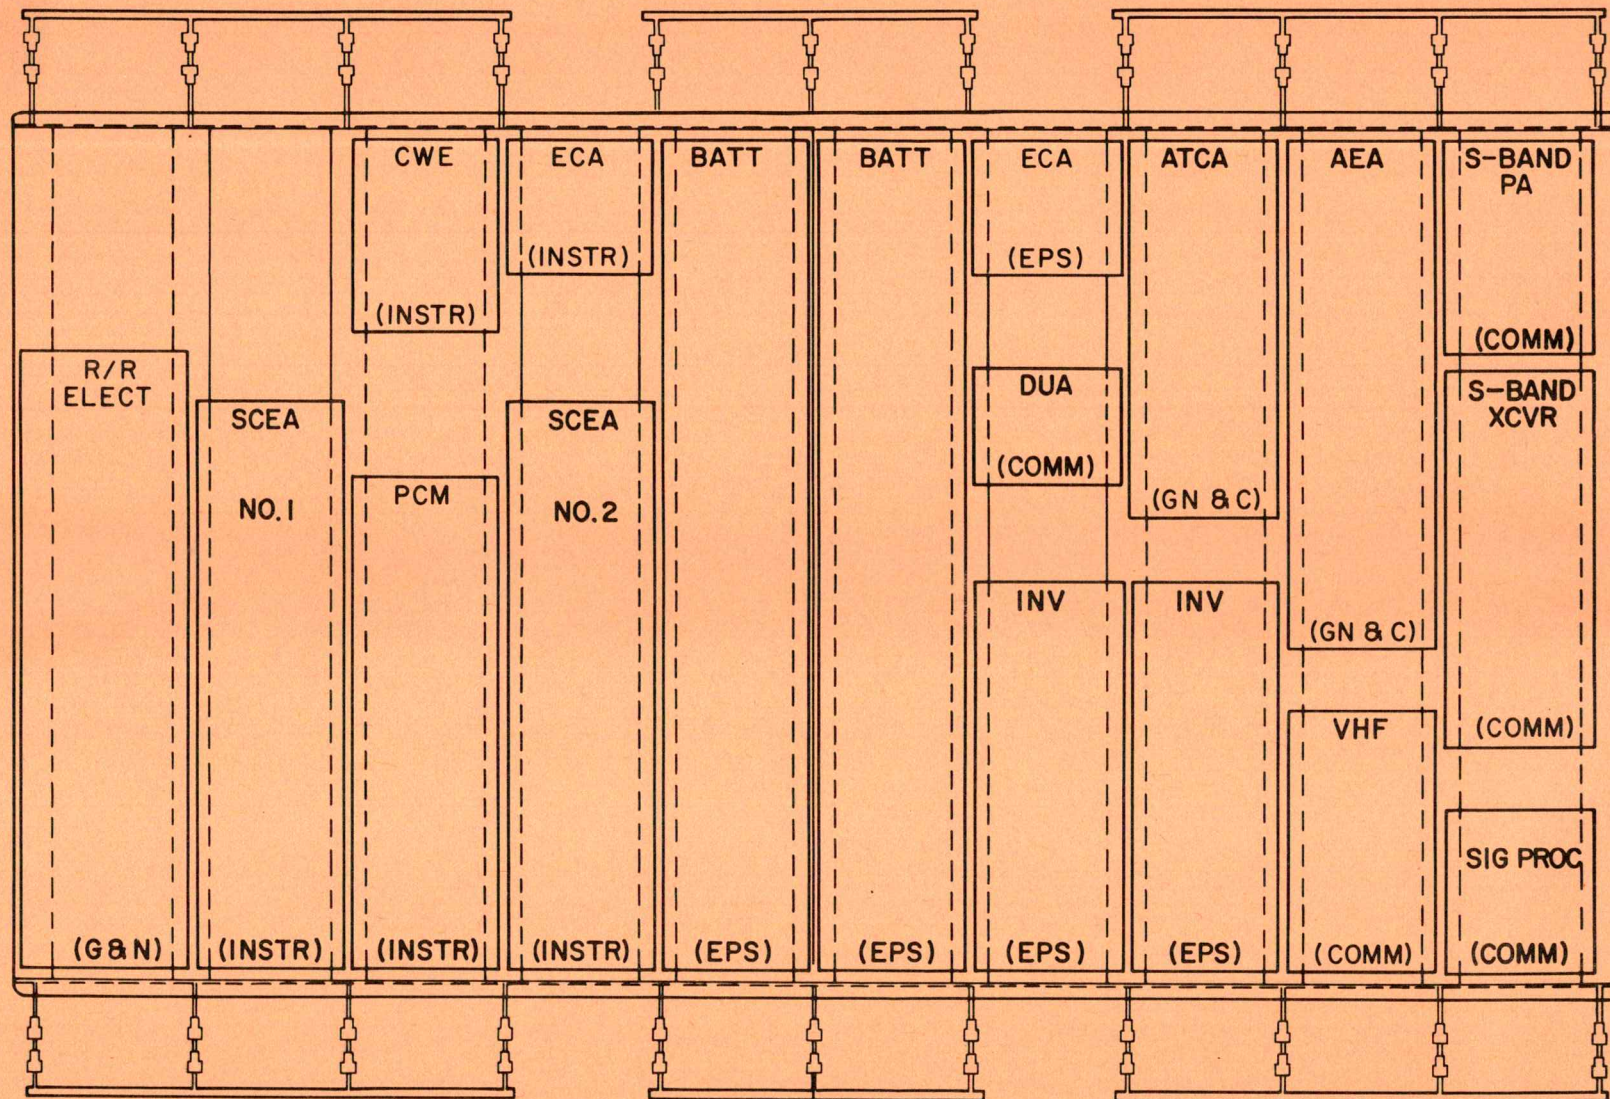 R/R
ELECT
(G&N)
SCEA
NO. 1
(INSTR)
CWE
(INSTR)
PCM
(INSTR)
ECA
(INSTR)
SCEA
NO. 2
(INSTR)
BATT
(EPS)
BATT
(EPS)
ECA
(EPS)
DUA
(COMM)
INV
(EPS)
ATCA
(GN & C)
INV
(EPS)
AEA
(GN & C)
VHF
(COMM)
S-BAND
PA
(COMM)
S-BAND
XCVR
(COMM)
SIG PROC
(COMM)